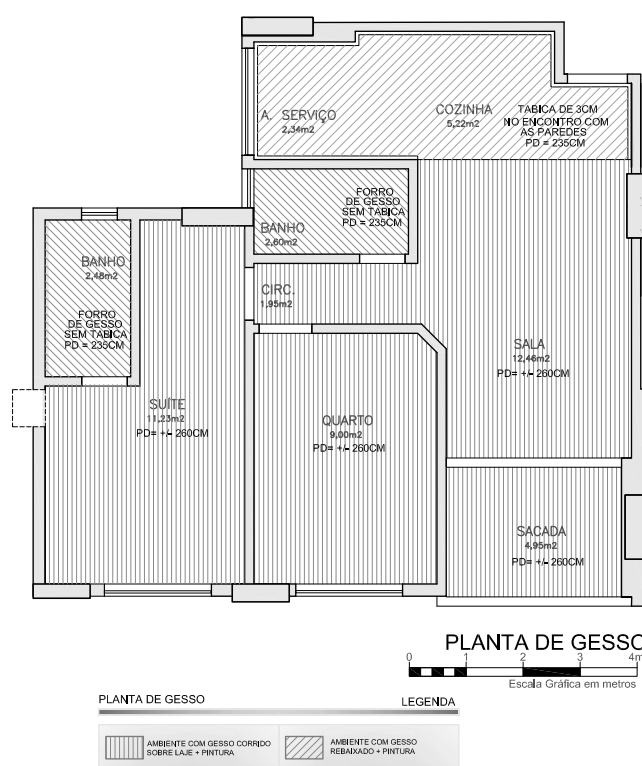 A. SERVIÇO
2,34m2
COZINHA
5,22m2
TABICA DE 3CM
NO ENCONTRO COM
AS PAREDES
PD = 235CM
FORRO
DE GESSO
SEM TABICA
PD = 235CM
BANHO
2,60m2
BANHO
2,48m2
FORRO
DE GESSO
SEM TABICA
PD = 235CM
CIRC.
1,95m2
SALA
12,46m2
PD= +/- 260CM
SUÍTE
11,23m2
PD= +/- 260CM
QUARTO
9,00m2
PD= +/- 260CM
SACADA
4,95m2
PD= +/- 260CM
PLANTA DE GESSO
0 1 2 3 4m
Escala Gráfica em metros
PLANTA DE GESSO LEGENDA
AMBIENTE COM GESSO CORRIDO
SOBRE LAJE + PINTURA
AMBIENTE COM GESSO
REBAIXADO + PINTURA